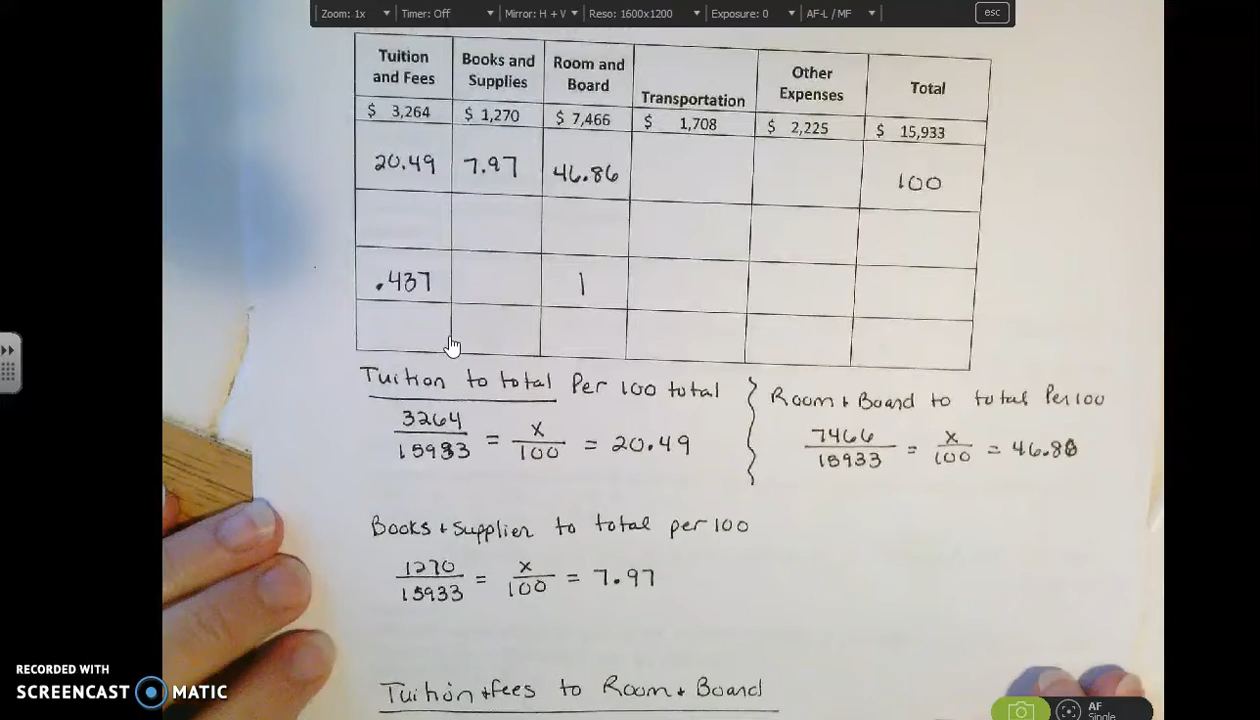 Zoom: 1x Timer: Off Mirror: H + V Reso: 1600x1200 Exposure: 0 AF-L / MF esc
Tuition and Fees Books and Supplies Room and Board Transportation Other Expenses Total
$ 3,264 $ 1,270 $ 7,466 $ 1,708 $ 2,225 $ 15,933
20.49 7.97 46.86 100
.437 1
Tuition to total Per 100 total
3264/15933 = x/100 = 20.49
Room + Board to total Per 100
7466/15933 = x/100 = 46.86
Books + Supplier to total per 100
1270/15933 = x/100 = 7.97
Tuition + fees to Room + Board
RECORDED WITH
SCREENCAST MATIC
AF
Single